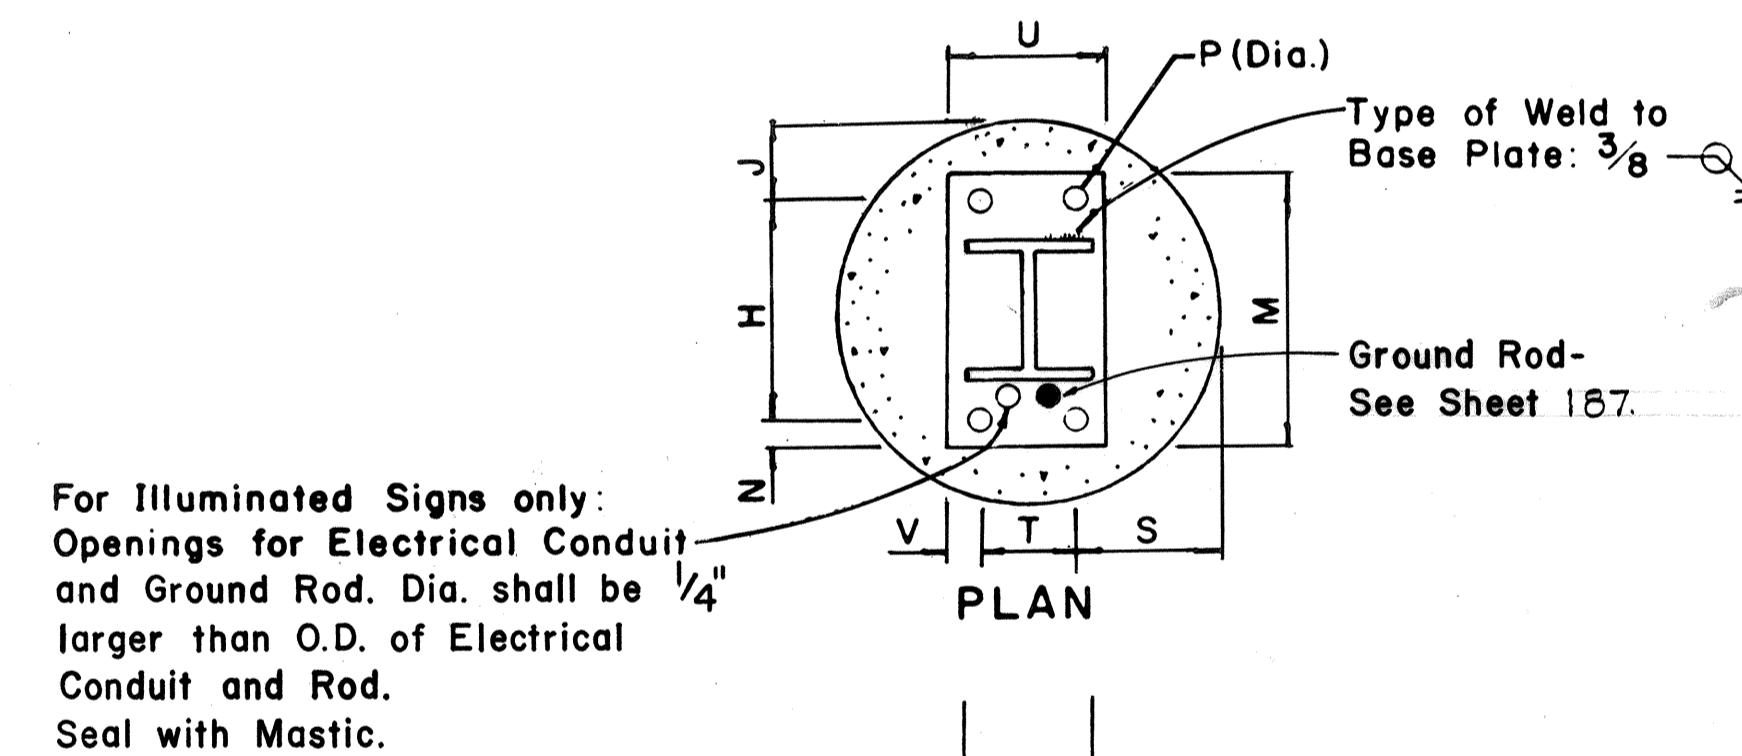 U
P (Dia.)
Type of Weld to
Base Plate: 3/8
J
H
M
Ground Rod-
See Sheet 187.
N
For Illuminated Signs only:
Openings for Electrical Conduit
and Ground Rod. Dia. shall be 1/4"
larger than O.D. of Electrical
Conduit and Rod.
Seal with Mastic.
V
T
S
PLAN